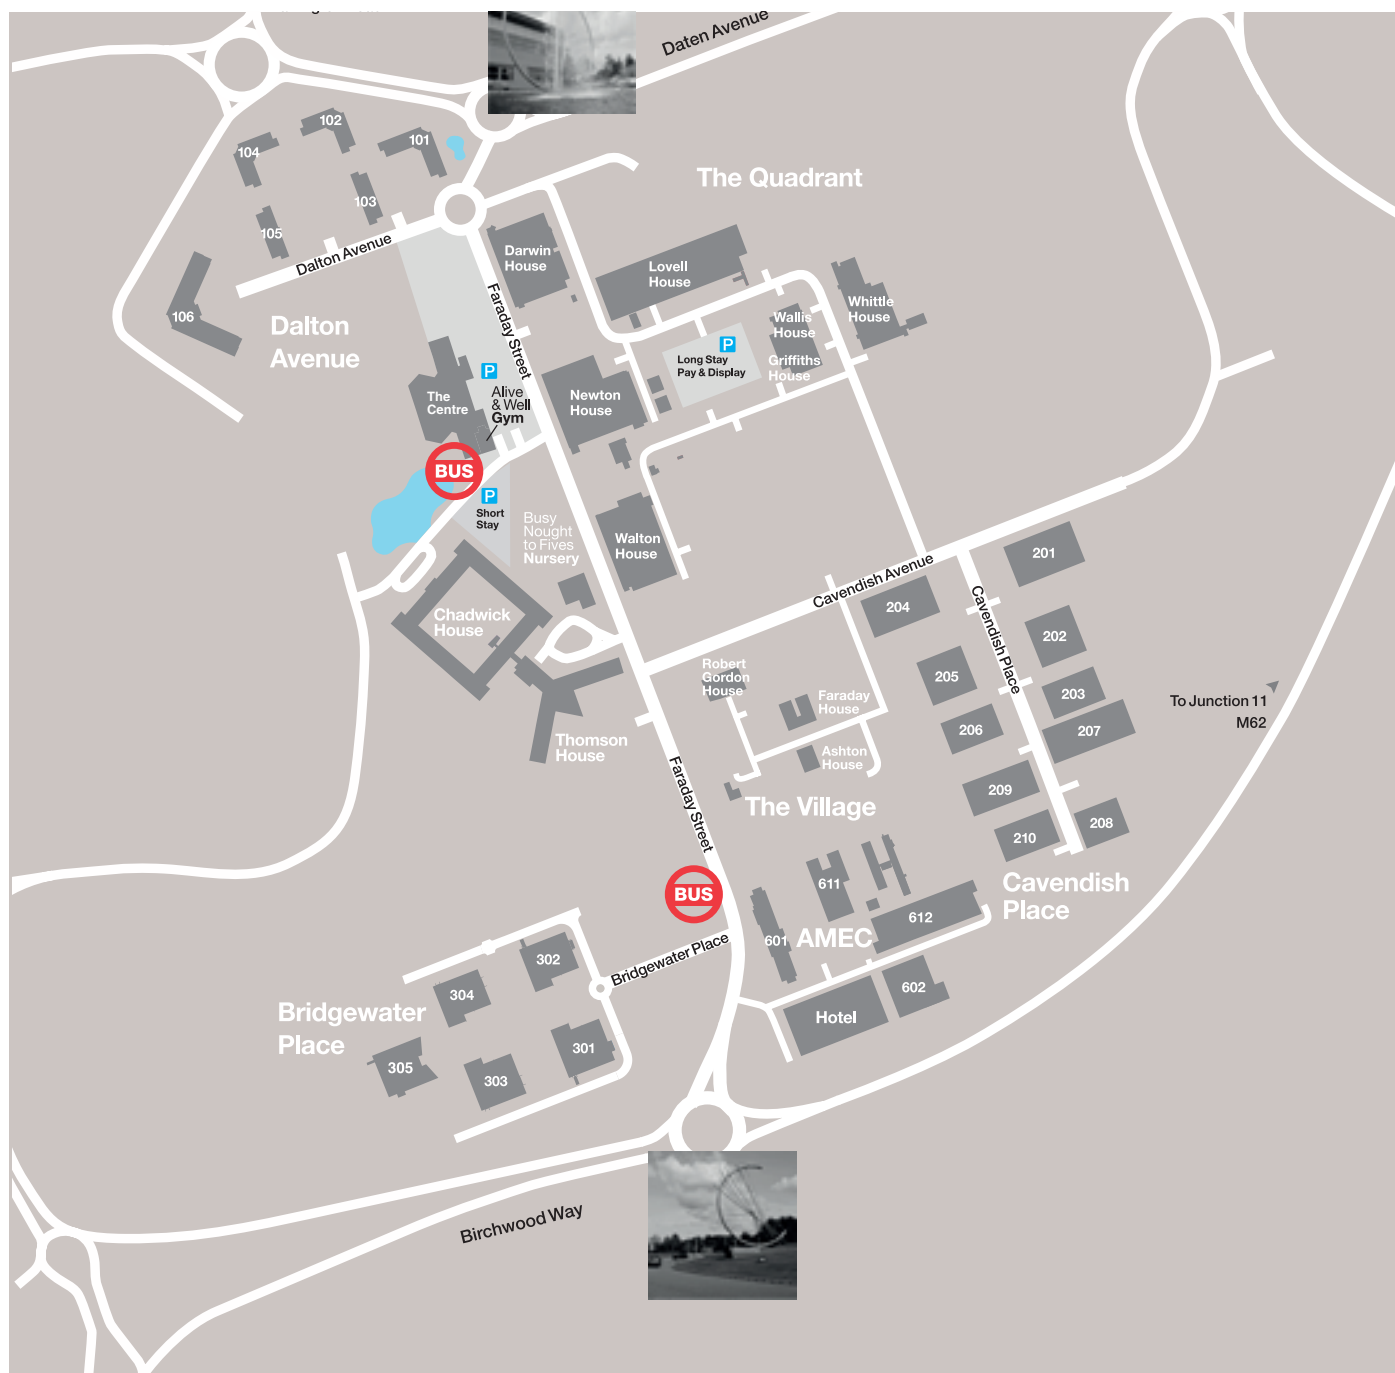 Daten Avenue
102
101
104
103
105
106
Dalton Avenue
Dalton
Avenue
The Quadrant
Darwin
House
Lovell
House
Whittle
House
Wallis
House
Griffiths
House
Faraday Street
P
Long Stay
Pay & Display
P
Alive
& Well
Gym
The
Centre
Newton
House
BUS
P
Short
Stay
Busy
Nought
to Fives
Nursery
Walton
House
Chadwick
House
Thomson
House
Cavendish Avenue
201
204
202
Cavendish Place
205
203
206
207
209
210
208
Robert
Gordon
House
Faraday
House
Ashton
House
The Village
To Junction 11
M62
Faraday Street
Cavendish
Place
BUS
611
612
601
AMEC
602
Hotel
Bridgewater Place
302
304
301
305
303
Bridgewater
Place
Birchwood Way